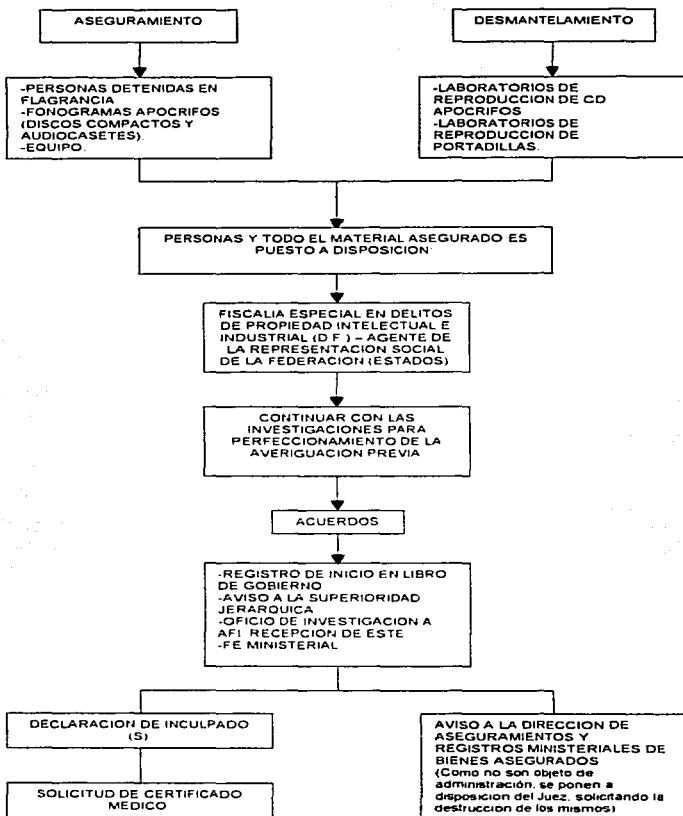 ASEGURAMIENTO
DESMANTELAMIENTO
-PERSONAS DETENIDAS EN
FLAGRANCIA
-FONOGRAMAS APOCRIFOS
(DISCOS COMPACTOS Y
AUDIOCASETES).
-EQUIPO.
-LABORATORIOS DE
REPRODUCCION DE CD
APOCRIFOS
-LABORATORIOS DE
REPRODUCCION DE
PORTADILLAS.
PERSONAS Y TODO EL MATERIAL ASEGURADO ES
PUESTO A DISPOSICION:
FISCALIA ESPECIAL EN DELITOS
DE PROPIEDAD INTELECTUAL E
INDUSTRIAL (D F ) – AGENTE DE
LA REPRESENTACION SOCIAL
DE LA FEDERACION (ESTADOS)
CONTINUAR CON LAS
INVESTIGACIONES PARA
PERFECCIONAMIENTO DE LA
AVERIGUACION PREVIA
ACUERDOS
-REGISTRO DE INICIO EN LIBRO
DE GOBIERNO
-AVISO A LA SUPERIORIDAD
JERARQUICA
-OFICIO DE INVESTIGACION A
AFI. RECEPCION DE ESTE
-FE MINISTERIAL
DECLARACION DE INCULPADO
(S)
SOLICITUD DE CERTIFICADO
MEDICO
AVISO A LA DIRECCION DE
ASEGURAMIENTOS Y
REGISTROS MINISTERIALES DE
BIENES ASEGURADOS
(Como no son objeto de
administración, se ponen a
disposicion del Juez, solicitando la
destrucción de los mismos)